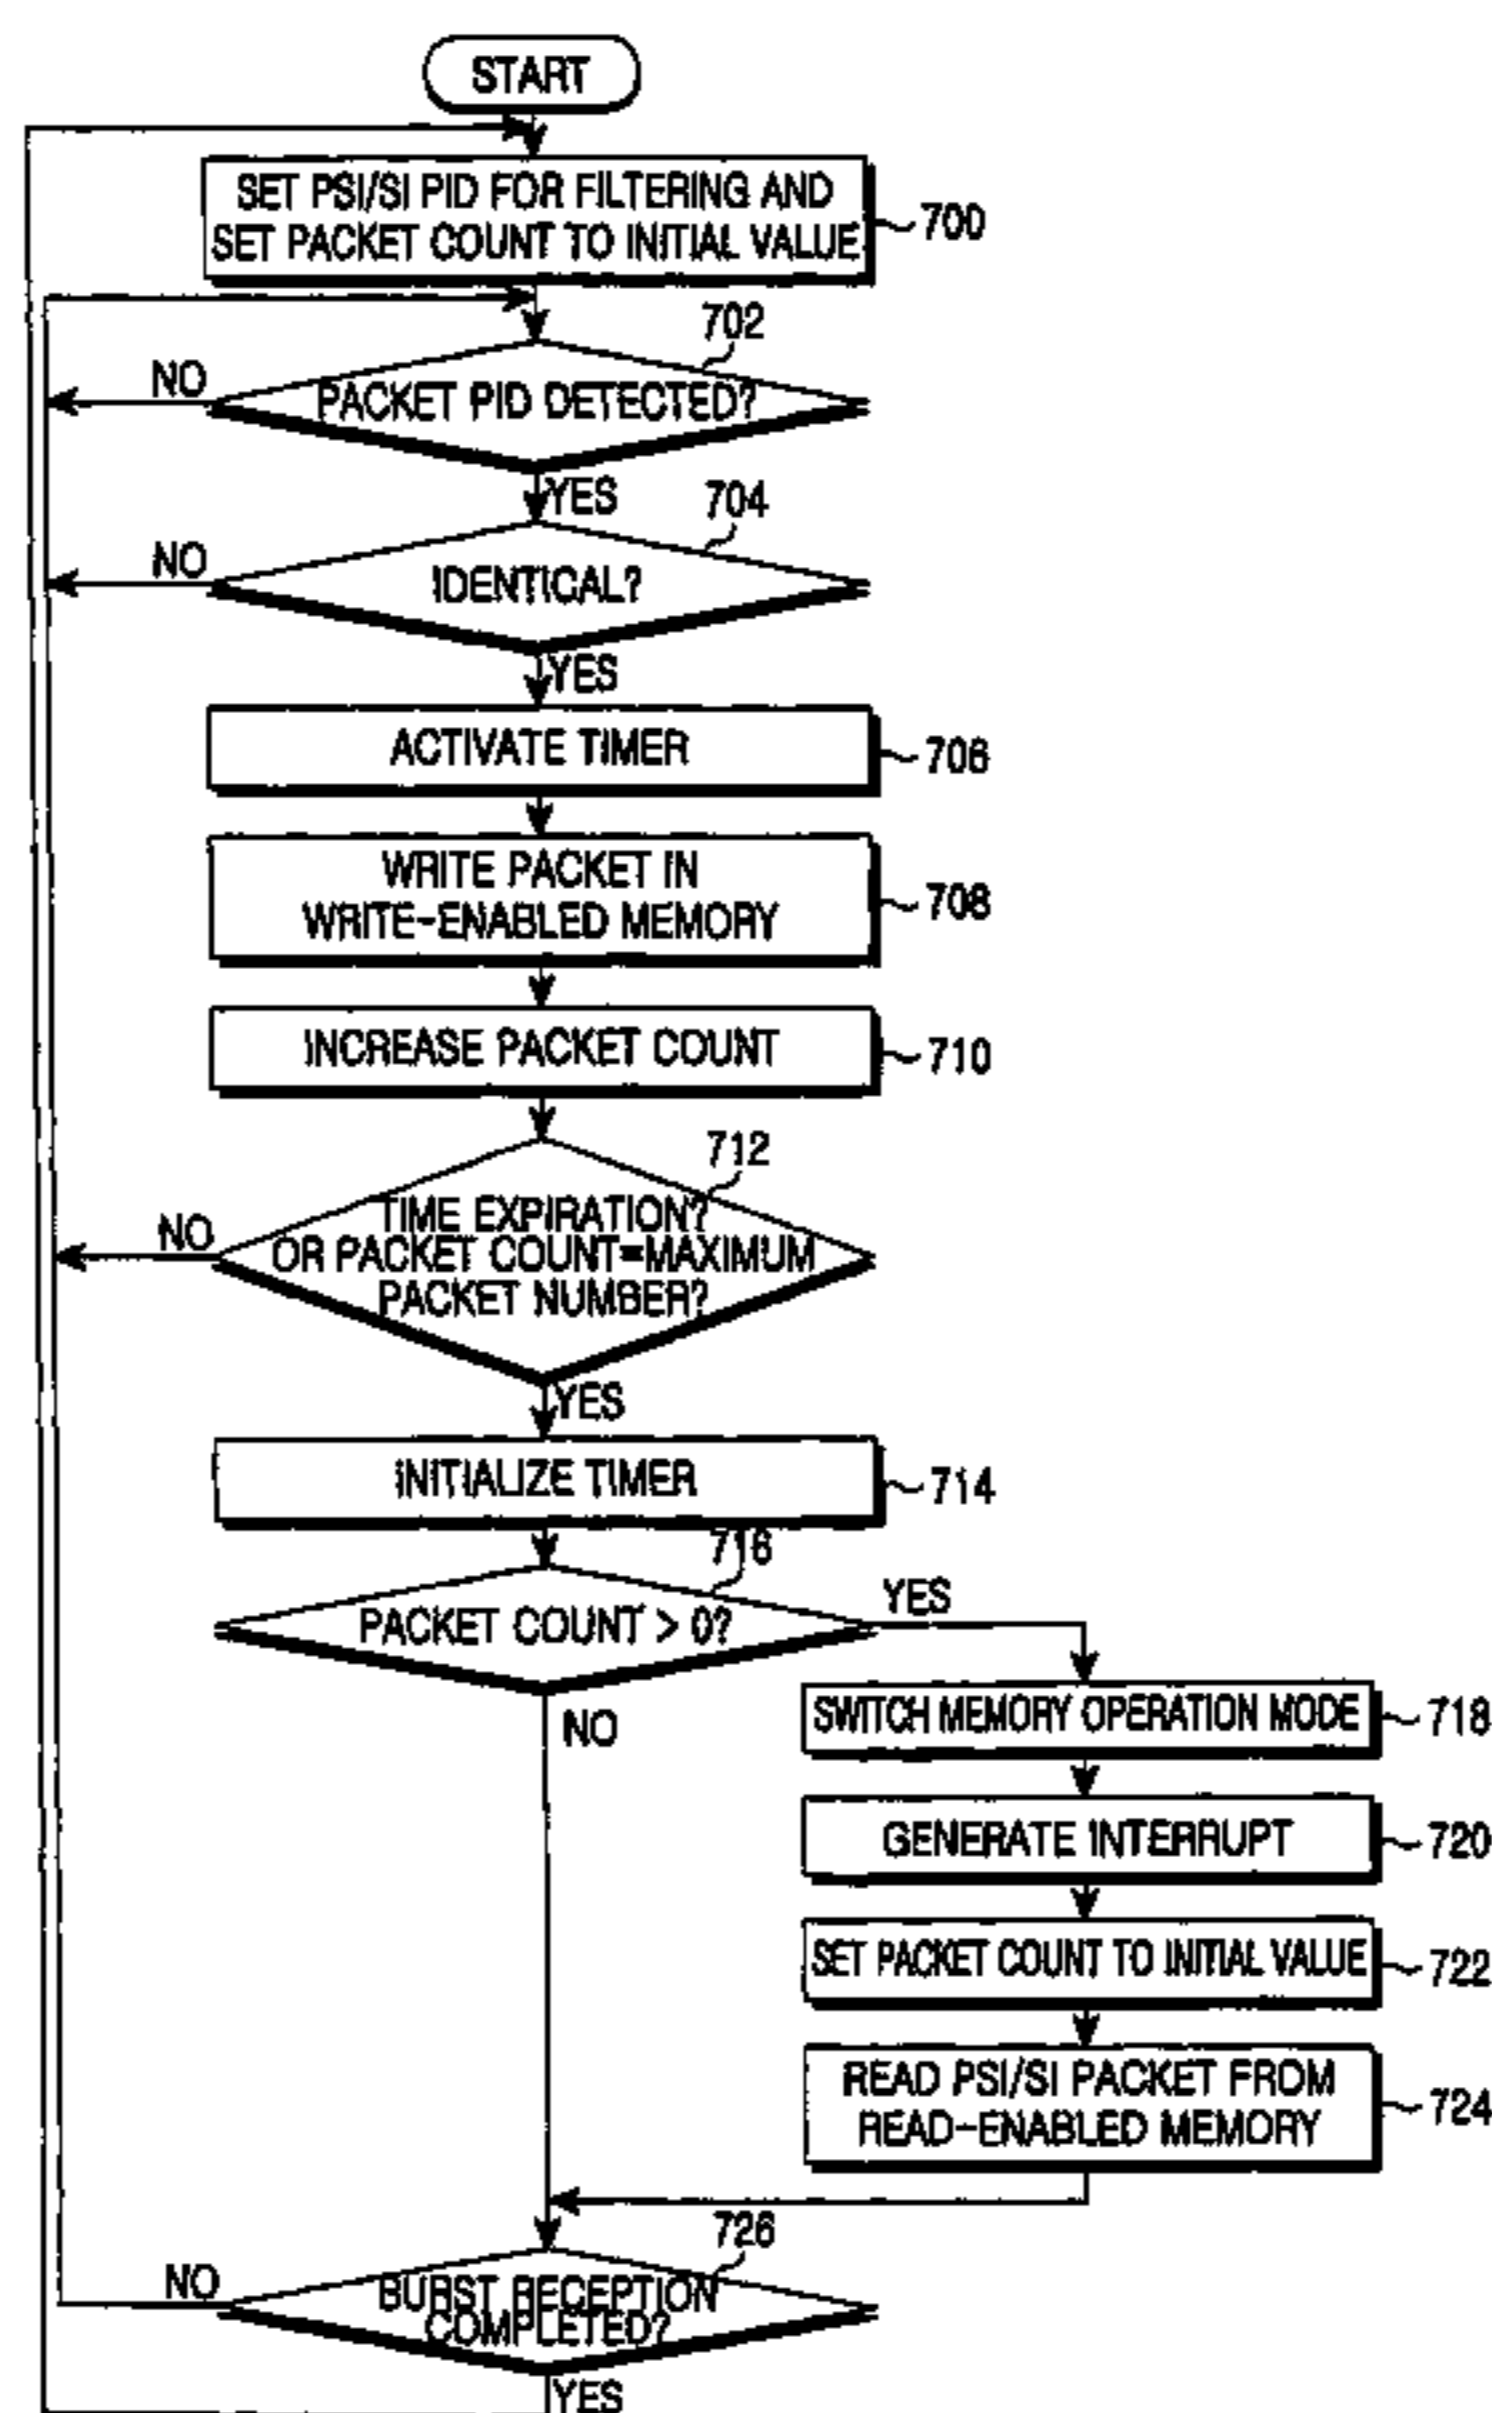 START
SET PSI/SI PID FOR FILTERING AND
SET PACKET COUNT TO INITIAL VALUE
700
702
NO
PACKET PID DETECTED?
YES
704
NO
IDENTICAL?
YES
ACTIVATE TIMER
706
WRITE PACKET IN
WRITE-ENABLED MEMORY
708
INCREASE PACKET COUNT
710
712
NO
TIME EXPIRATION?
OR PACKET COUNT=MAXIMUM
PACKET NUMBER?
YES
INITIALIZE TIMER
714
716
YES
PACKET COUNT > 0?
NO
SWITCH MEMORY OPERATION MODE
718
GENERATE INTERRUPT
720
SET PACKET COUNT TO INITIAL VALUE
722
READ PSI/SI PACKET FROM
READ-ENABLED MEMORY
724
726
NO
BURST RECEPTION
COMPLETED?
YES